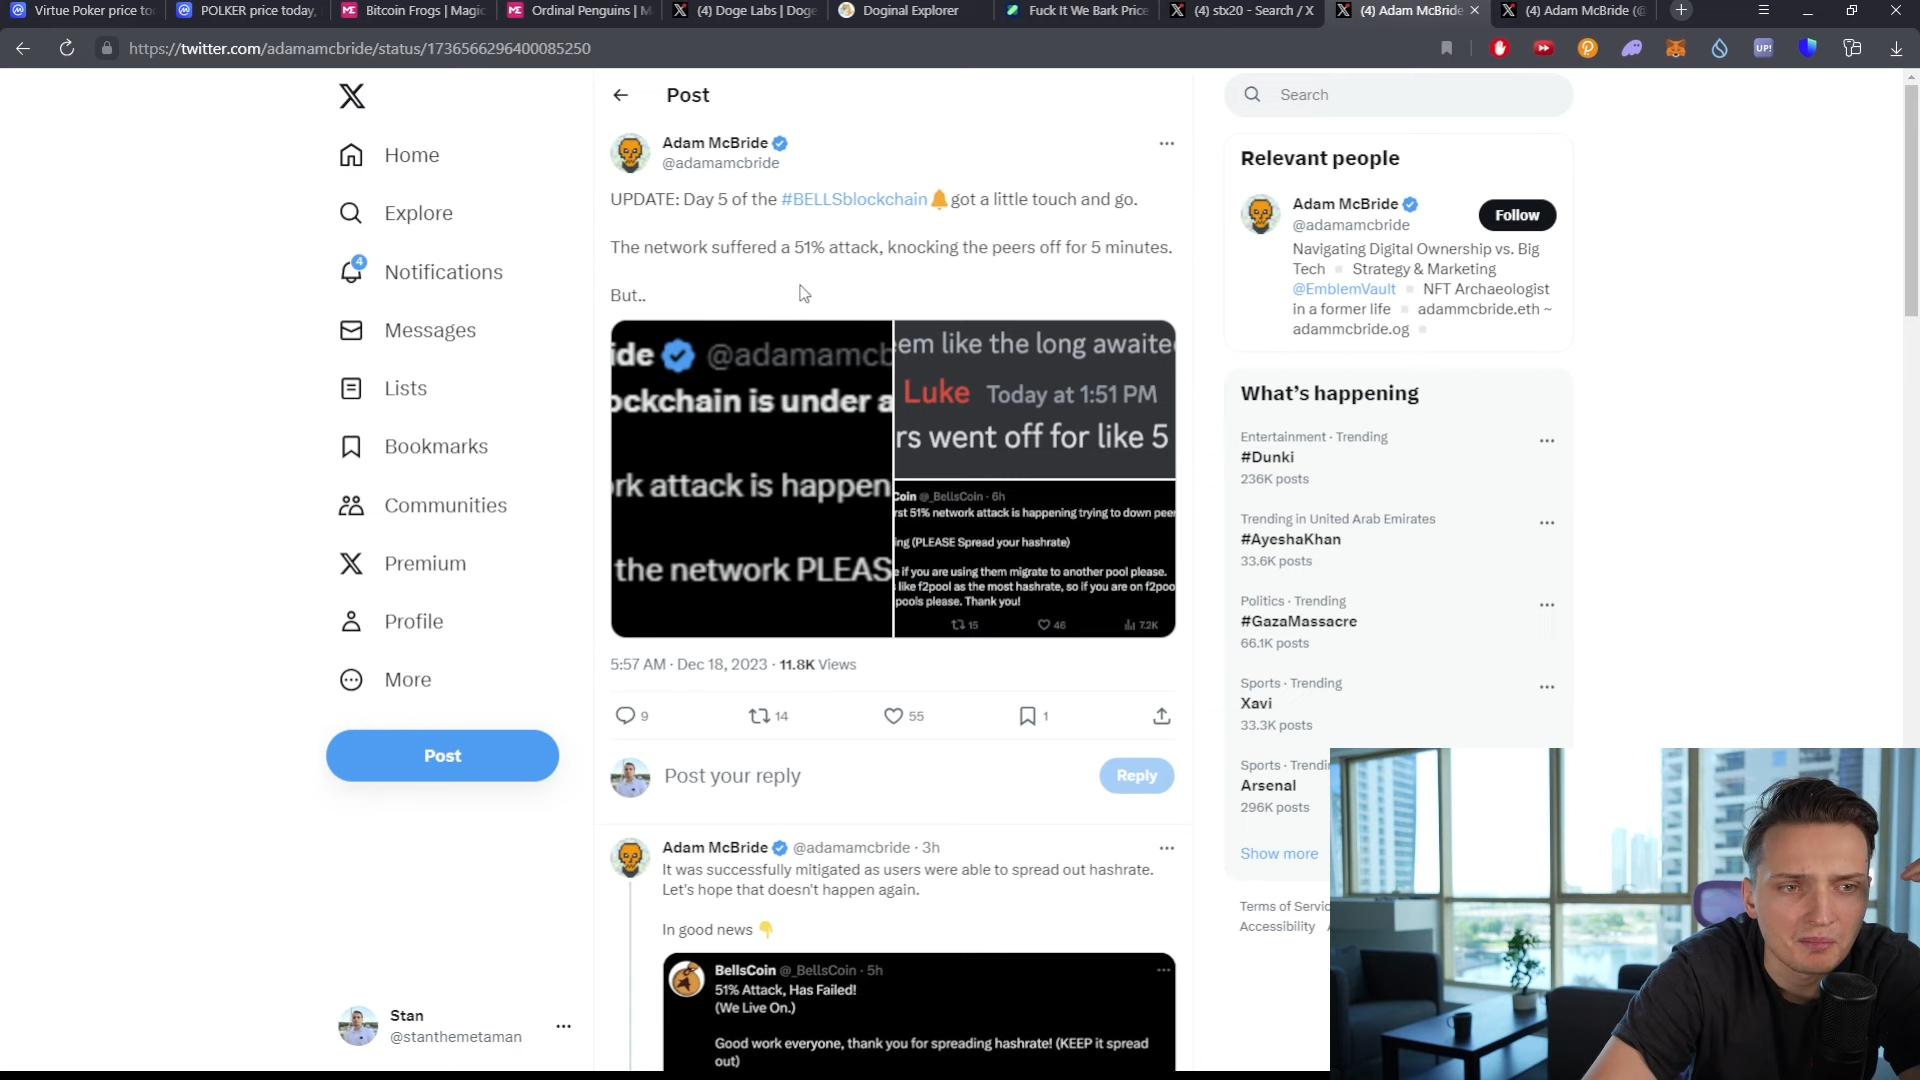 Virtue Poker price to
POLKER price today,
Bitcoin Frogs | Magic
Ordinal Penguins | M
(4) Doge Labs | Doge
Doginal Explorer
Fuck It We Bark Price
(4) stx20 - Search / X
(4) Adam McBride
(4) Adam McBride (@
https://twitter.com/adamamcbride/status/1736566296400085250
UP!
Home
Explore
4
Notifications
Messages
Lists
Bookmarks
Communities
Premium
Profile
More
Post
Stan
@stanthemetaman
Post
Adam McBride
@adamamcbride
UPDATE: Day 5 of the #BELLSblockchain🔔got a little touch and go.
The network suffered a 51% attack, knocking the peers off for 5 minutes.
But..
ide @adamamcb
ockchain is under a
rk attack is happen
the network PLEAS
em like the long awaite
Luke Today at 1:51 PM
rs went off for like 5
Coin @_BellsCoin · 6h
rst 51% network attack is happening trying to down peer
ing (PLEASE Spread your hashrate)
e if you are using them migrate to another pool please.
like f2pool as the most hashrate, so if you are on f2poo
pools please. Thank you!
15 46 7.2K
5:57 AM · Dec 18, 2023 · 11.8K Views
9 14 55 1
Post your reply
Reply
Adam McBride @adamamcbride · 3h
It was successfully mitigated as users were able to spread out hashrate.
Let's hope that doesn't happen again.
In good news 👇
BellsCoin @_BellsCoin · 5h
51% Attack, Has Failed!
(We Live On.)
Good work everyone, thank you for spreading hashrate! (KEEP it spread
out)
Search
Relevant people
Adam McBride
@adamamcbride
Follow
Navigating Digital Ownership vs. Big
Tech ▫️ Strategy & Marketing
@EmblemVault ▫️ NFT Archaeologist
in a former life ▫️ adammcbride.eth ~
adammcbride.og ▫️
What's happening
Entertainment · Trending
#Dunki
236K posts
Trending in United Arab Emirates
#AyeshaKhan
33.6K posts
Politics · Trending
#GazaMassacre
66.1K posts
Sports · Trending
Xavi
33.3K posts
Sports · Trendi
Arsenal
296K posts
Show more
Terms of Servic
Accessibility